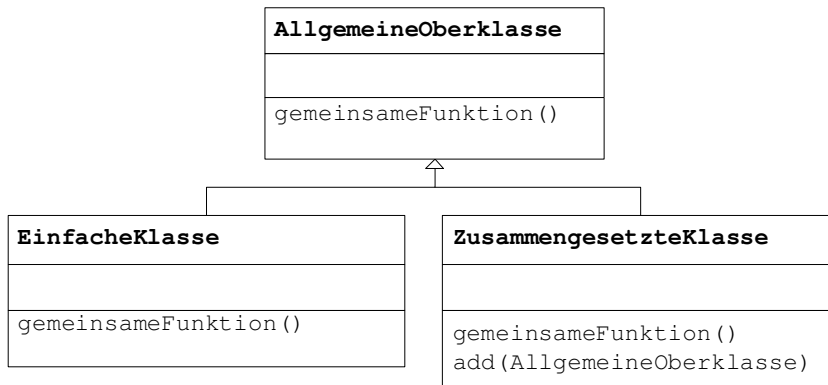 AllgemeineOberklasse
gemeinsameFunktion()
EinfacheKlasse
gemeinsameFunktion()
ZusammengesetzteKlasse
gemeinsameFunktion()
add(AllgemeineOberklasse)